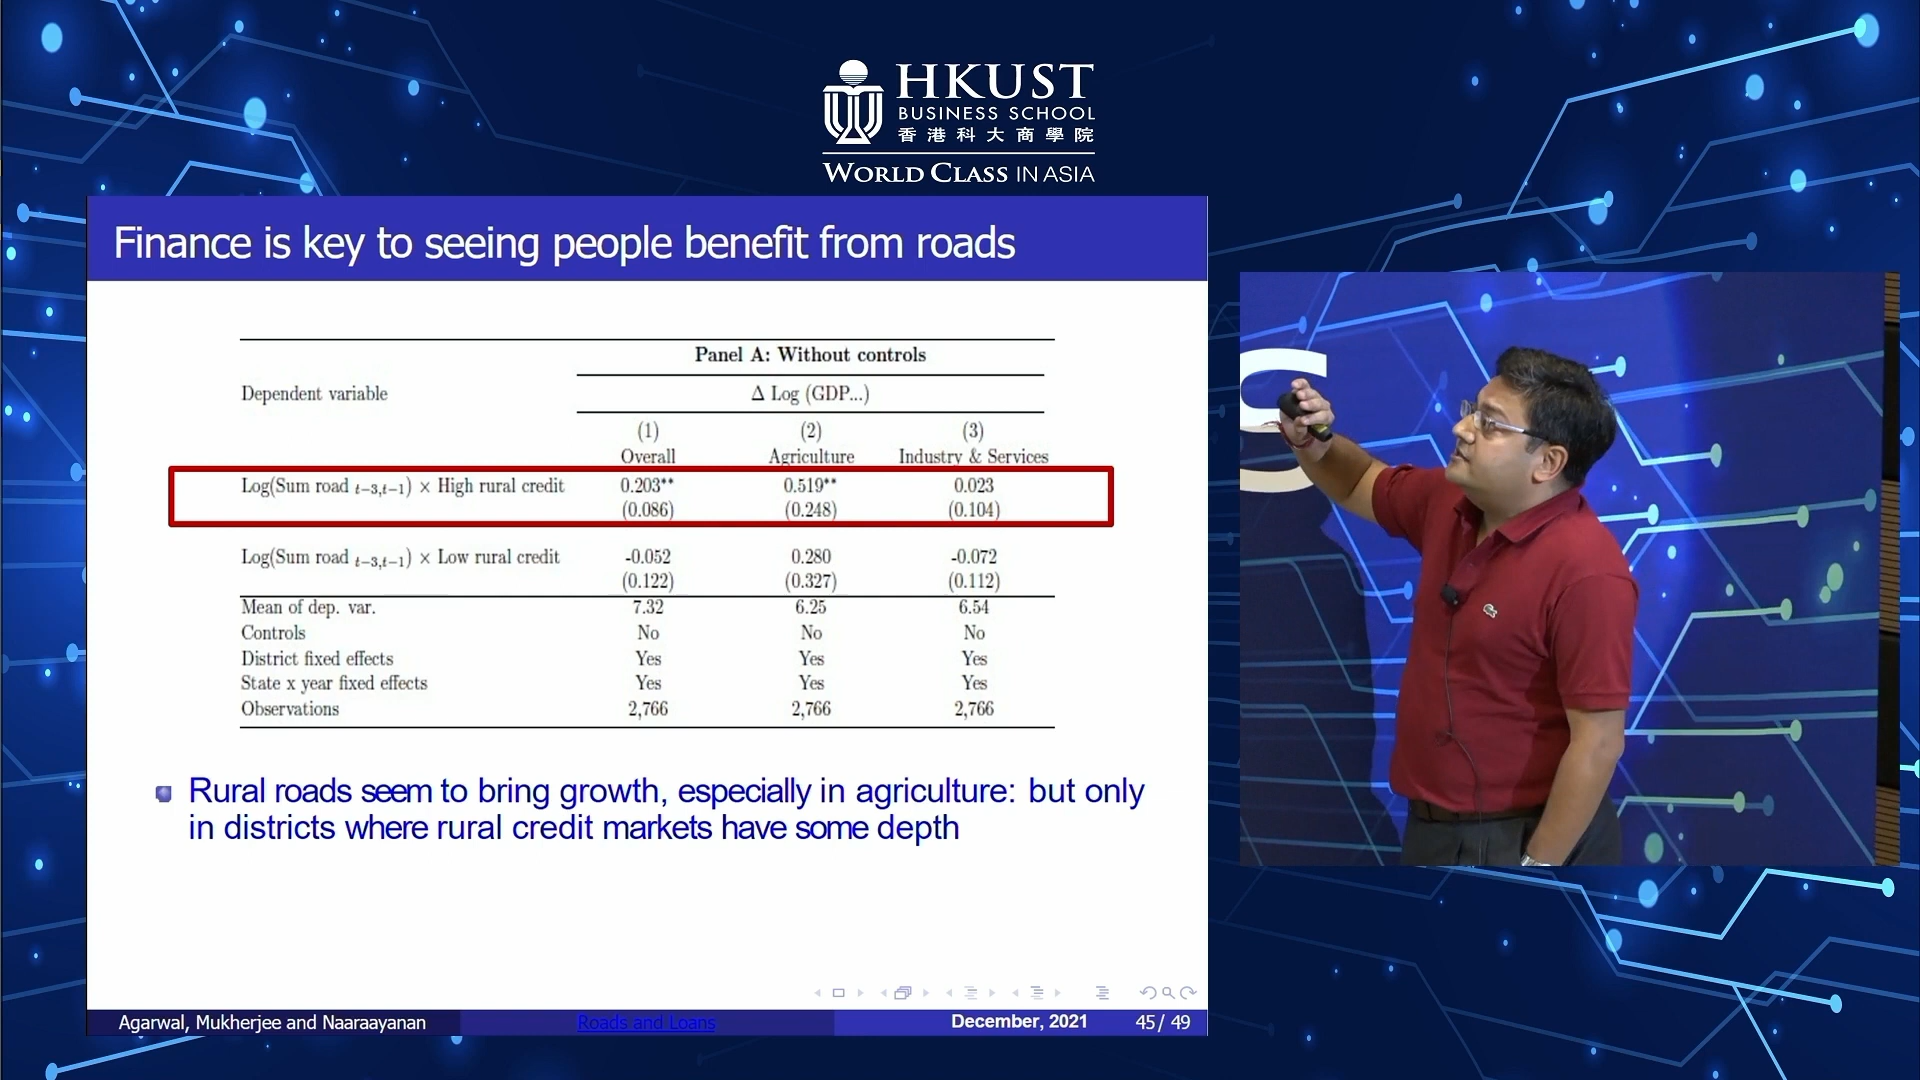 HKUST
BUSINESS SCHOOL
香港科大商學院
WORLD CLASS IN ASIA
Finance is key to seeing people benefit from roads
Panel A: Without controls
Dependent variable Δ Log (GDP...)
(1) (2) (3)
Overall Agriculture Industry & Services
Log(Sum road t−3,t−1) × High rural credit 0.203** 0.519** 0.023
(0.086) (0.248) (0.104)
Log(Sum road t−3,t−1) × Low rural credit -0.052 0.280 -0.072
(0.122) (0.327) (0.112)
Mean of dep. var. 7.32 6.25 6.54
Controls No No No
District fixed effects Yes Yes Yes
State x year fixed effects Yes Yes Yes
Observations 2,766 2,766 2,766
Rural roads seem to bring growth, especially in agriculture: but only
in districts where rural credit markets have some depth
Agarwal, Mukherjee and Naaraayanan Roads and Loans December, 2021 45/ 49
S